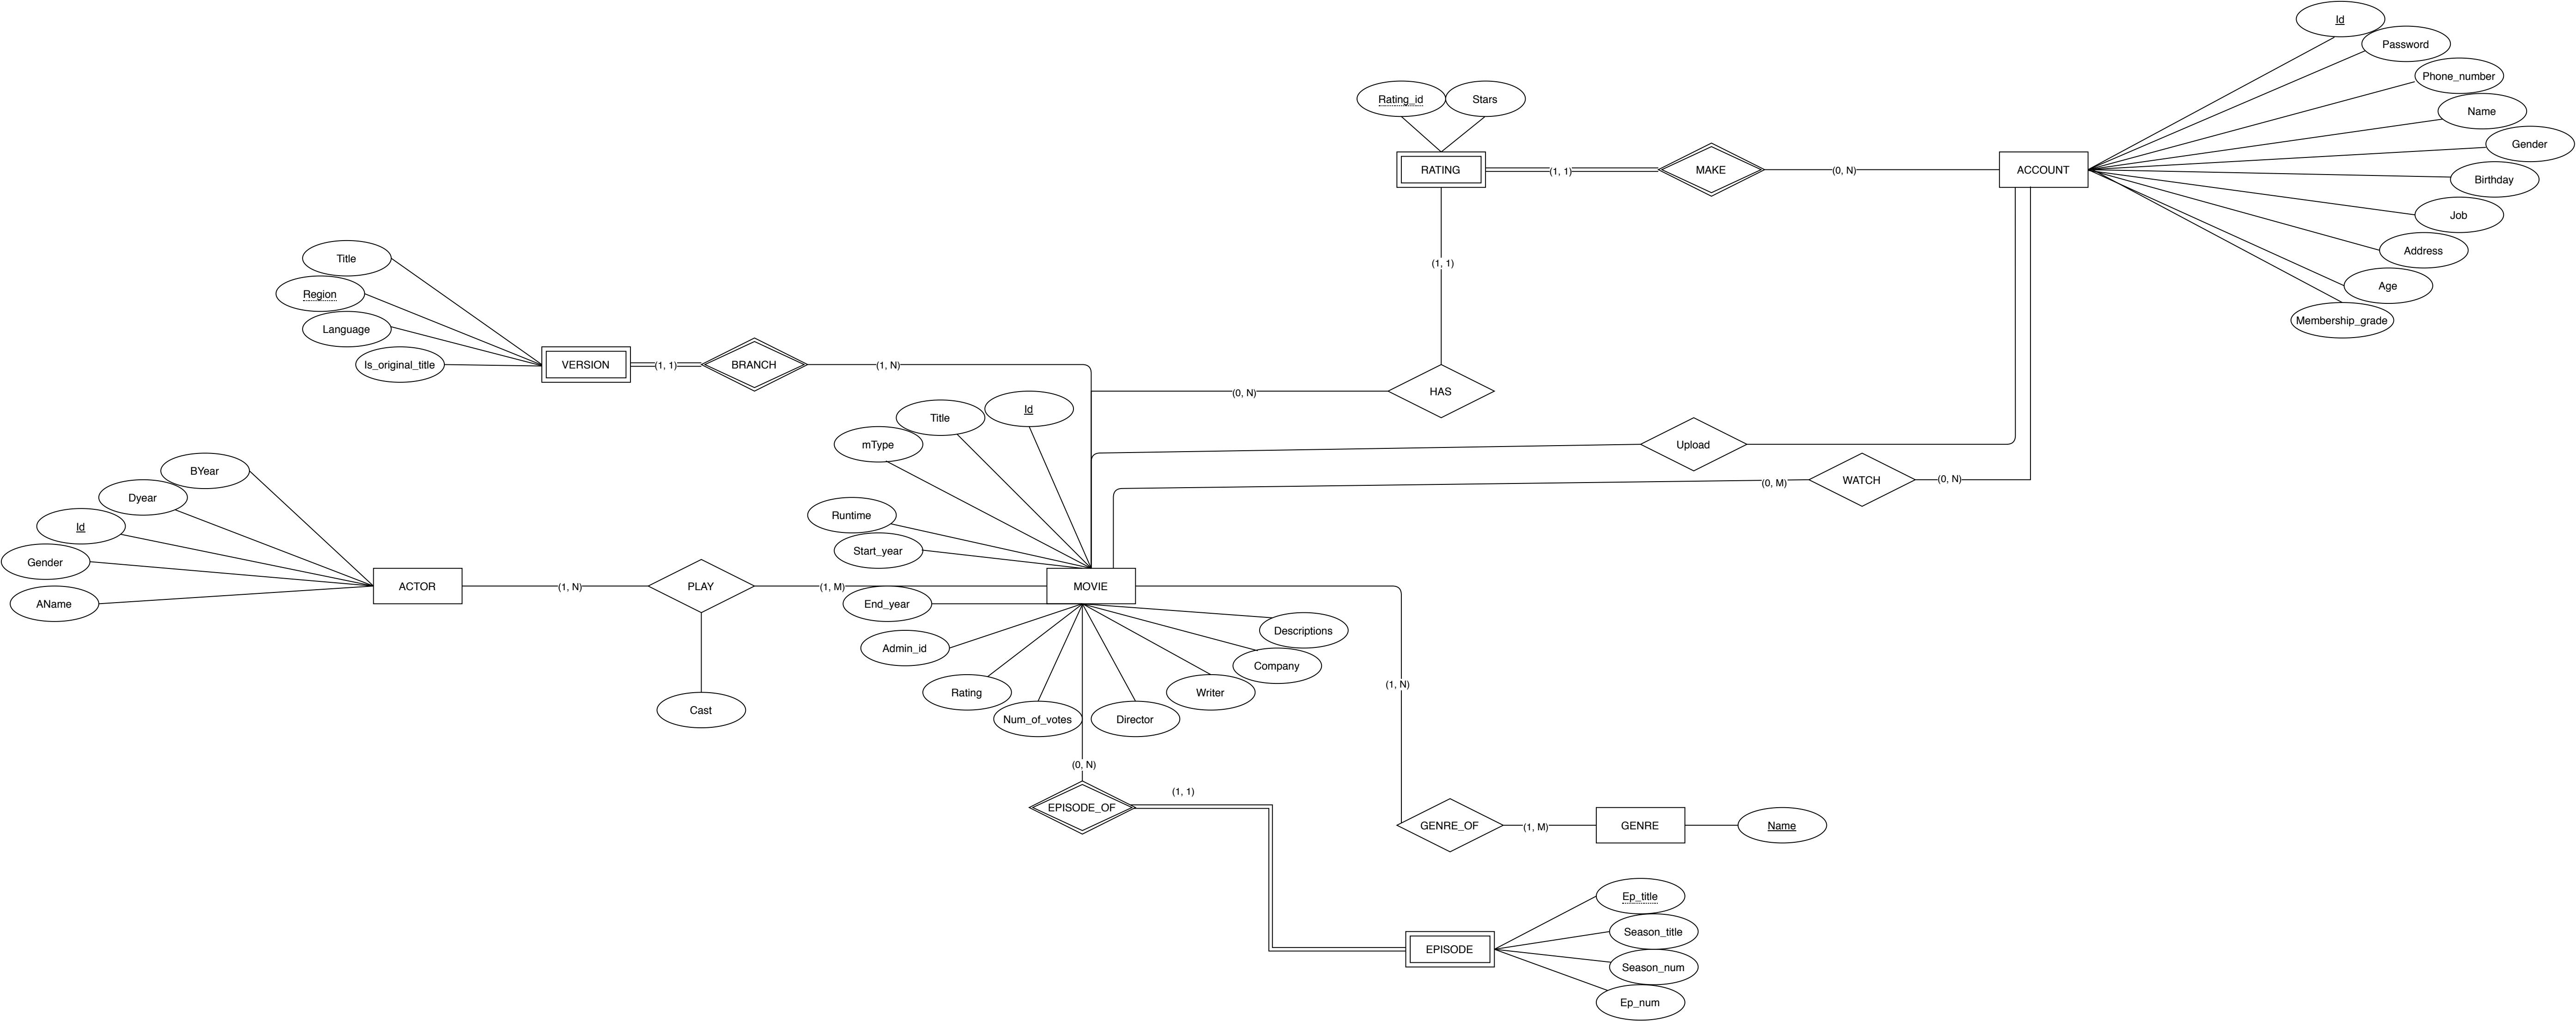 Id
Password
Phone_number
Name
Gender
Birthday
Job
Address
Age
Membership_grade
Rating_id
Stars
RATING
(1, 1)
MAKE
(0, N)
ACCOUNT
(1, 1)
Title
Region
Language
Is_original_title
VERSION
(1, 1)
BRANCH
(1, N)
(0, N)
HAS
Id
Title
mType
Runtime
Start_year
Upload
(0, M)
WATCH
(0, N)
BYear
Dyear
Id
Gender
AName
ACTOR
(1, N)
PLAY
(1, M)
MOVIE
Cast
End_year
Admin_id
Rating
Num_of_votes
Director
Writer
Company
Descriptions
(0, N)
EPISODE_OF
(1, 1)
(1, N)
GENRE_OF
(1, M)
GENRE
Name
EPISODE
Ep_title
Season_title
Season_num
Ep_num